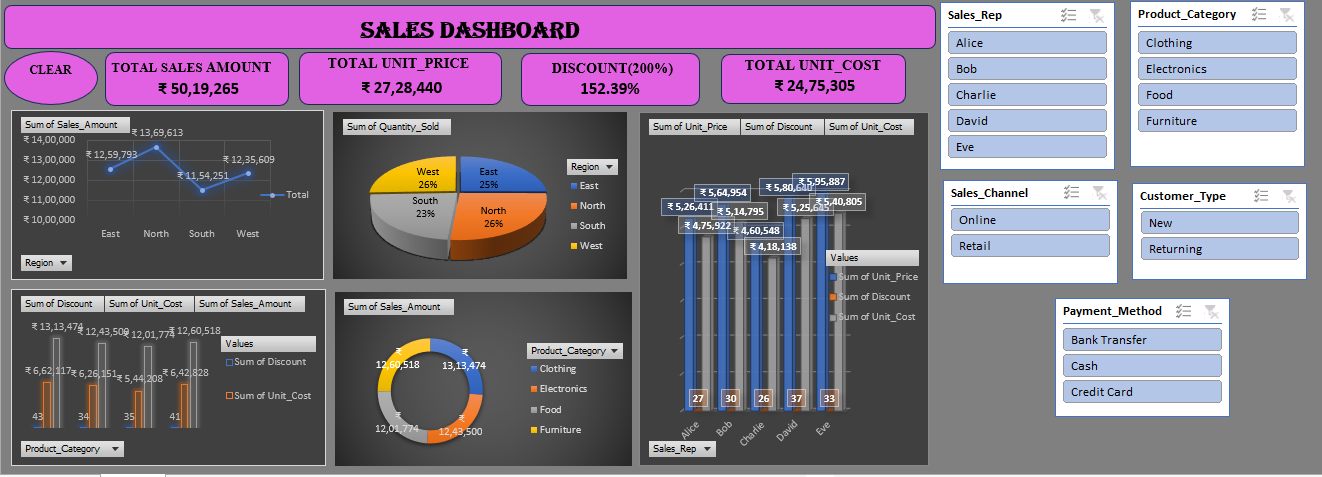 SALES DASHBOARD
CLEAR
TOTAL SALES AMOUNT
₹ 50,19,265
TOTAL UNIT_PRICE
₹ 27,28,440
DISCOUNT(200%)
152.39%
TOTAL UNIT_COST
₹ 24,75,305
Sum of Sales_Amount
₹ 14,00,000
₹ 13,00,000
₹ 12,00,000
₹ 11,00,000
₹ 10,00,000
₹ 12,59,793
₹ 13,69,613
₹ 11,54,251
₹ 12,35,609
Total
East North South West
Region
Sum of Quantity_Sold
West
26%
East
25%
South
23%
North
26%
Region
East
North
South
West
Sum of Unit_Price Sum of Discount Sum of Unit_Cost
₹ 5,26,411
₹ 5,64,954
₹ 4,60,548
₹ 5,95,887
₹ 4,75,922
₹ 5,14,795
₹ 4,18,138
₹ 5,40,805
27 30 26 37 33
Alice Bob Charlie David Eve
Values
Sum of Unit_Price
Sum of Discount
Sum of Unit_Cost
Sales_Rep
Sum of Discount Sum of Unit_Cost Sum of Sales_Amount
₹ 13,13,474
₹ 12,43,500
₹ 12,01,774
₹ 12,60,518
₹ 6,62,117
₹ 6,26,151
₹ 5,44,208
₹ 6,42,828
43 34 35 41
Values
Sum of Discount
Sum of Unit_Cost
Product_Category
Sum of Sales_Amount
₹
12,60,518
₹
13,13,474
₹
12,01,774
₹
12,43,500
Product_Category
Clothing
Electronics
Food
Furniture
Sales_Rep
Alice
Bob
Charlie
David
Eve
Product_Category
Clothing
Electronics
Food
Furniture
Sales_Channel
Online
Retail
Customer_Type
New
Returning
Payment_Method
Bank Transfer
Cash
Credit Card